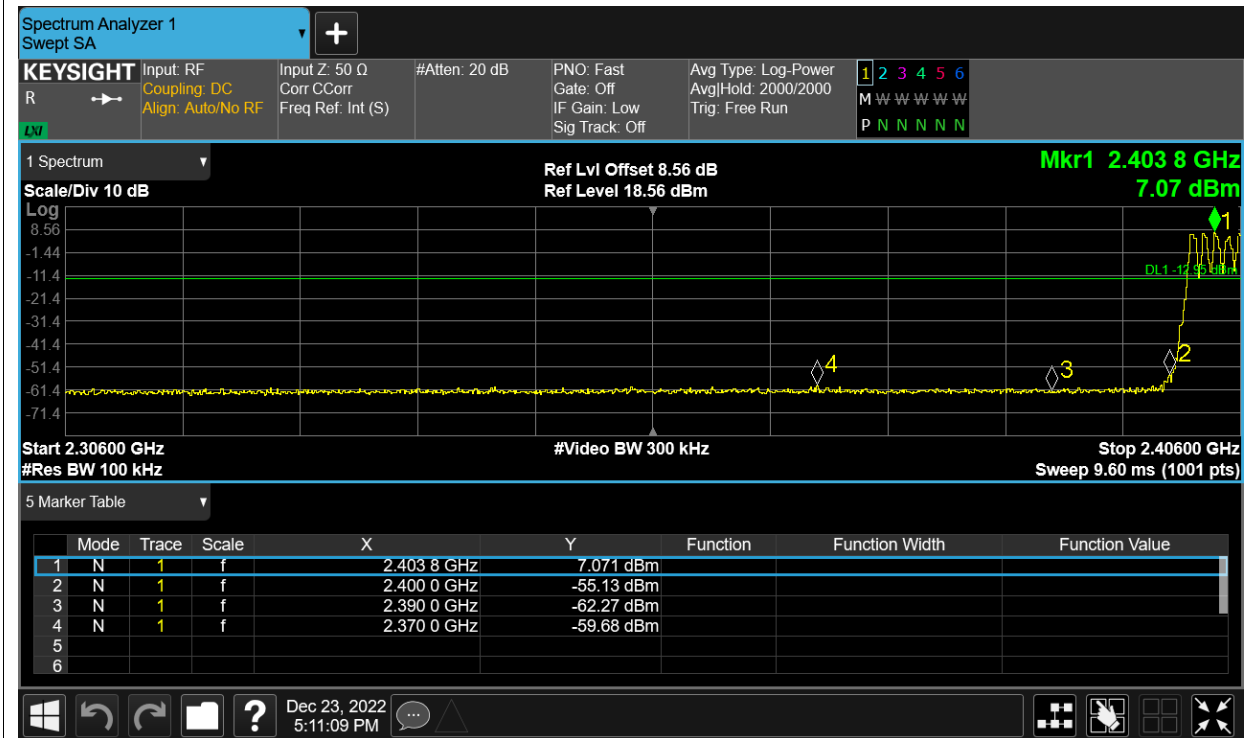 Spectrum Analyzer 1
Swept SA
+
KEYSIGHT
R
LXI
Input: RF
Coupling: DC
Align: Auto/No RF
Input Z: 50 Ω
Corr CCorr
Freq Ref: Int (S)
#Atten: 20 dB
PNO: Fast
Gate: Off
IF Gain: Low
Sig Track: Off
Avg Type: Log-Power
Avg|Hold: 2000/2000
Trig: Free Run
1 2 3 4 5 6
M W W W W W
P N N N N N
1 Spectrum
Scale/Div 10 dB
Ref Lvl Offset 8.56 dB
Ref Level 18.56 dBm
Mkr1 2.403 8 GHz
7.07 dBm
Log
8.56
-1.44
-11.4
-21.4
-31.4
-41.4
-51.4
-61.4
-71.4
1
DL1 -12.95 dBm
2
3
4
Start 2.30600 GHz
#Res BW 100 kHz
#Video BW 300 kHz
Stop 2.40600 GHz
Sweep 9.60 ms (1001 pts)
5 Marker Table
Mode Trace Scale X Y Function Function Width Function Value
1 N 1 f 2.403 8 GHz 7.071 dBm
2 N 1 f 2.400 0 GHz -55.13 dBm
3 N 1 f 2.390 0 GHz -62.27 dBm
4 N 1 f 2.370 0 GHz -59.68 dBm
5
6
?
Dec 23, 2022
5:11:09 PM